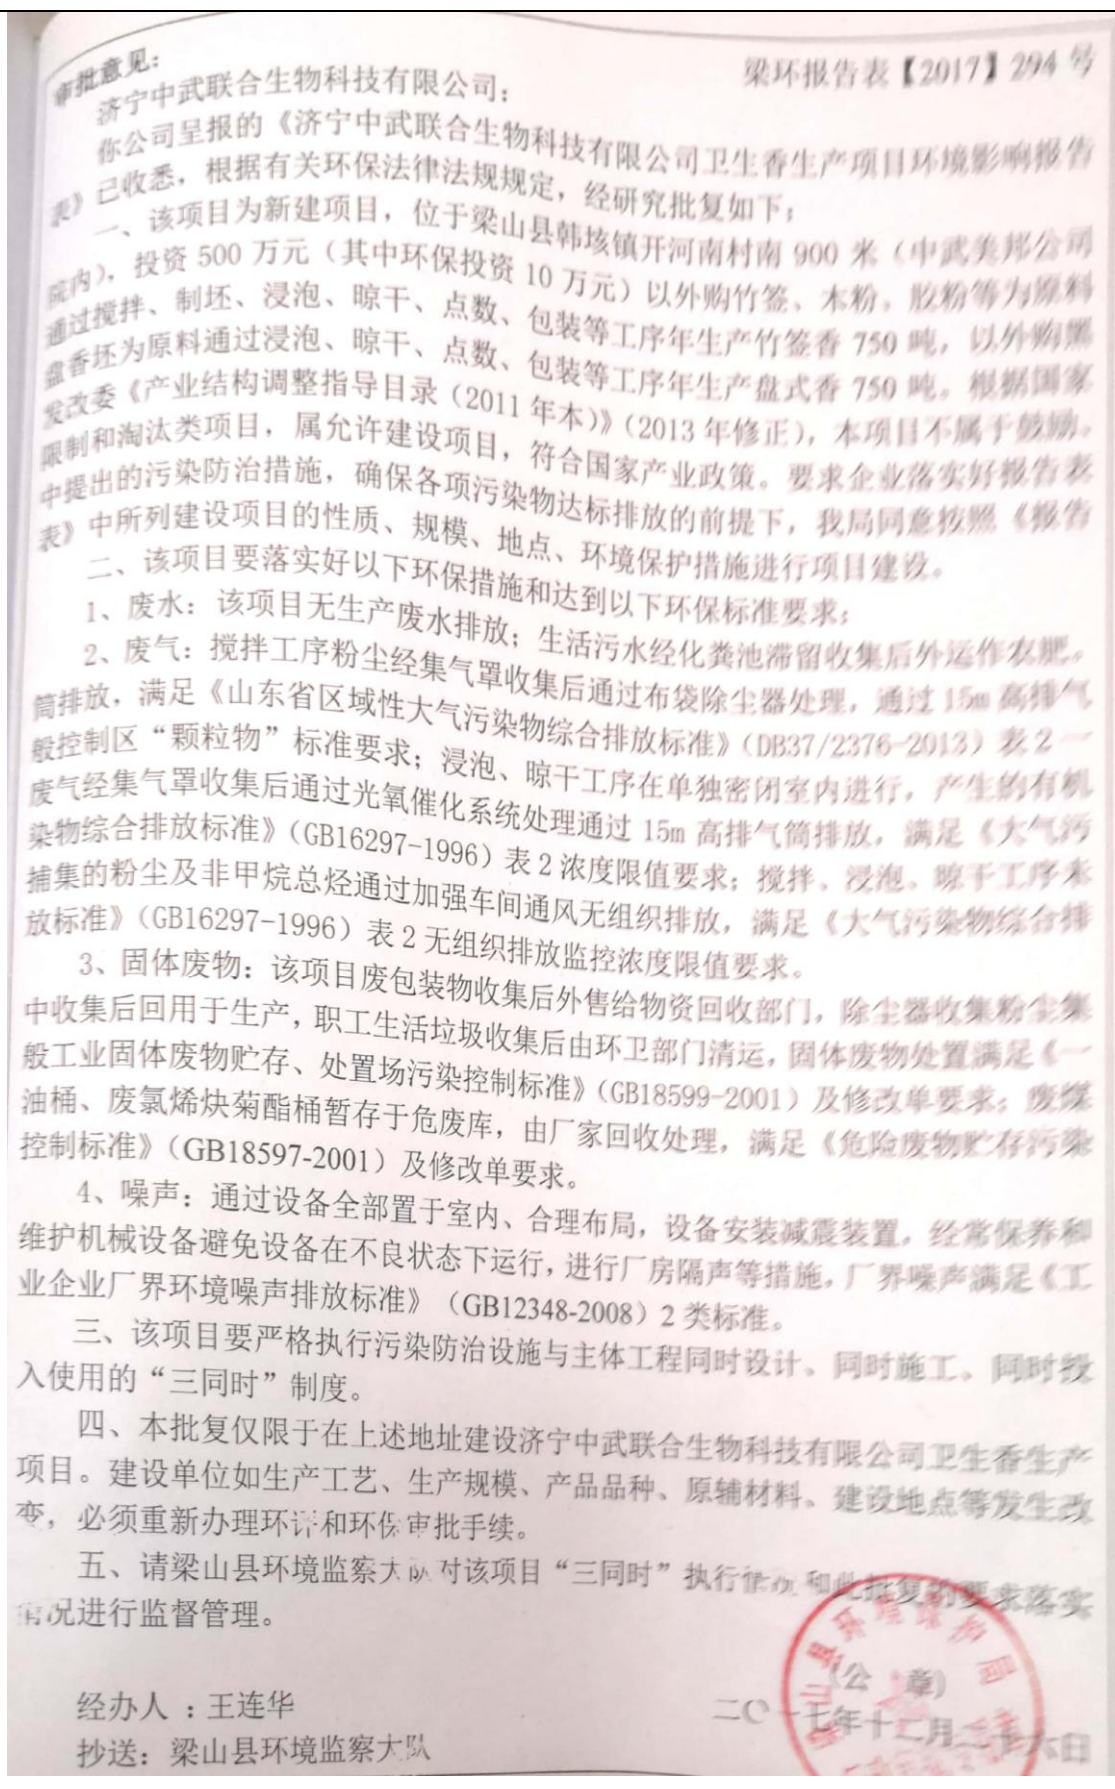 审批意见：
梁环报告表【2017】294 号
济宁中武联合生物科技有限公司：
你公司呈报的《济宁中武联合生物科技有限公司卫生香生产项目环境影响报告
表》已收悉，根据有关环保法律法规规定，经研究批复如下：
一、该项目为新建项目，位于梁山县韩垓镇开河南村南 900 米（中武美邦公司
院内），投资 500 万元（其中环保投资 10 万元）以外购竹签、木粉、胶粉等为原料
通过搅拌、制坯、浸泡、晾干、点数、包装等工序年生产竹签香 750 吨，以外购黑
盘香坯为原料通过浸泡、晾干、点数、包装等工序年生产盘式香 750 吨。根据国家
发改委《产业结构调整指导目录（2011 年本）》（2013 年修正），本项目不属于鼓励、
限制和淘汰类项目，属允许建设项目，符合国家产业政策。要求企业落实好报告表
中提出的污染防治措施，确保各项污染物达标排放的前提下，我局同意按照《报告
表》中所列建设项目的性质、规模、地点、环境保护措施进行项目建设。
二、该项目要落实好以下环保措施和达到以下环保标准要求：
1、废水：该项目无生产废水排放；生活污水经化粪池滞留收集后外运作农肥。
2、废气：搅拌工序粉尘经集气罩收集后通过布袋除尘器处理，通过 15m 高排气
筒排放，满足《山东省区域性大气污染物综合排放标准》（DB37/2376-2013）表 2 一
般控制区“颗粒物”标准要求；浸泡、晾干工序在单独密闭室内进行，产生的有机
废气经集气罩收集后通过光氧催化系统处理通过 15m 高排气筒排放，满足《大气污
染物综合排放标准》（GB16297-1996）表 2 浓度限值要求；搅拌、浸泡、晾干工序未
捕集的粉尘及非甲烷总烃通过加强车间通风无组织排放，满足《大气污染物综合排
放标准》（GB16297-1996）表 2 无组织排放监控浓度限值要求。
3、固体废物：该项目废包装物收集后外售给物资回收部门，除尘器收集粉尘集
中收集后回用于生产，职工生活垃圾收集后由环卫部门清运，固体废物处置满足《一
般工业固体废物贮存、处置场污染控制标准》（GB18599-2001）及修改单要求；废煤
油桶、废氯烯炔菊酯桶暂存于危废库，由厂家回收处理，满足《危险废物贮存污染
控制标准》（GB18597-2001）及修改单要求。
4、噪声：通过设备全部置于室内、合理布局，设备安装减震装置，经常保养和
维护机械设备避免设备在不良状态下运行，进行厂房隔声等措施，厂界噪声满足《工
业企业厂界环境噪声排放标准》（GB12348-2008）2 类标准。
三、该项目要严格执行污染防治设施与主体工程同时设计、同时施工、同时投
入使用的“三同时”制度。
四、本批复仅限于在上述地址建设济宁中武联合生物科技有限公司卫生香生产
项目。建设单位如生产工艺、生产规模、产品品种、原辅材料、建设地点等发生改
变，必须重新办理环评和环保审批手续。
五、请梁山县环境监察大队对该项目“三同时”执行情况和此批复的要求落实
情况进行监督管理。
梁山县环境保护局
（公 章）
经办人 ：王连华
二〇一七年十二月二十六日
抄送：梁山县环境监察大队